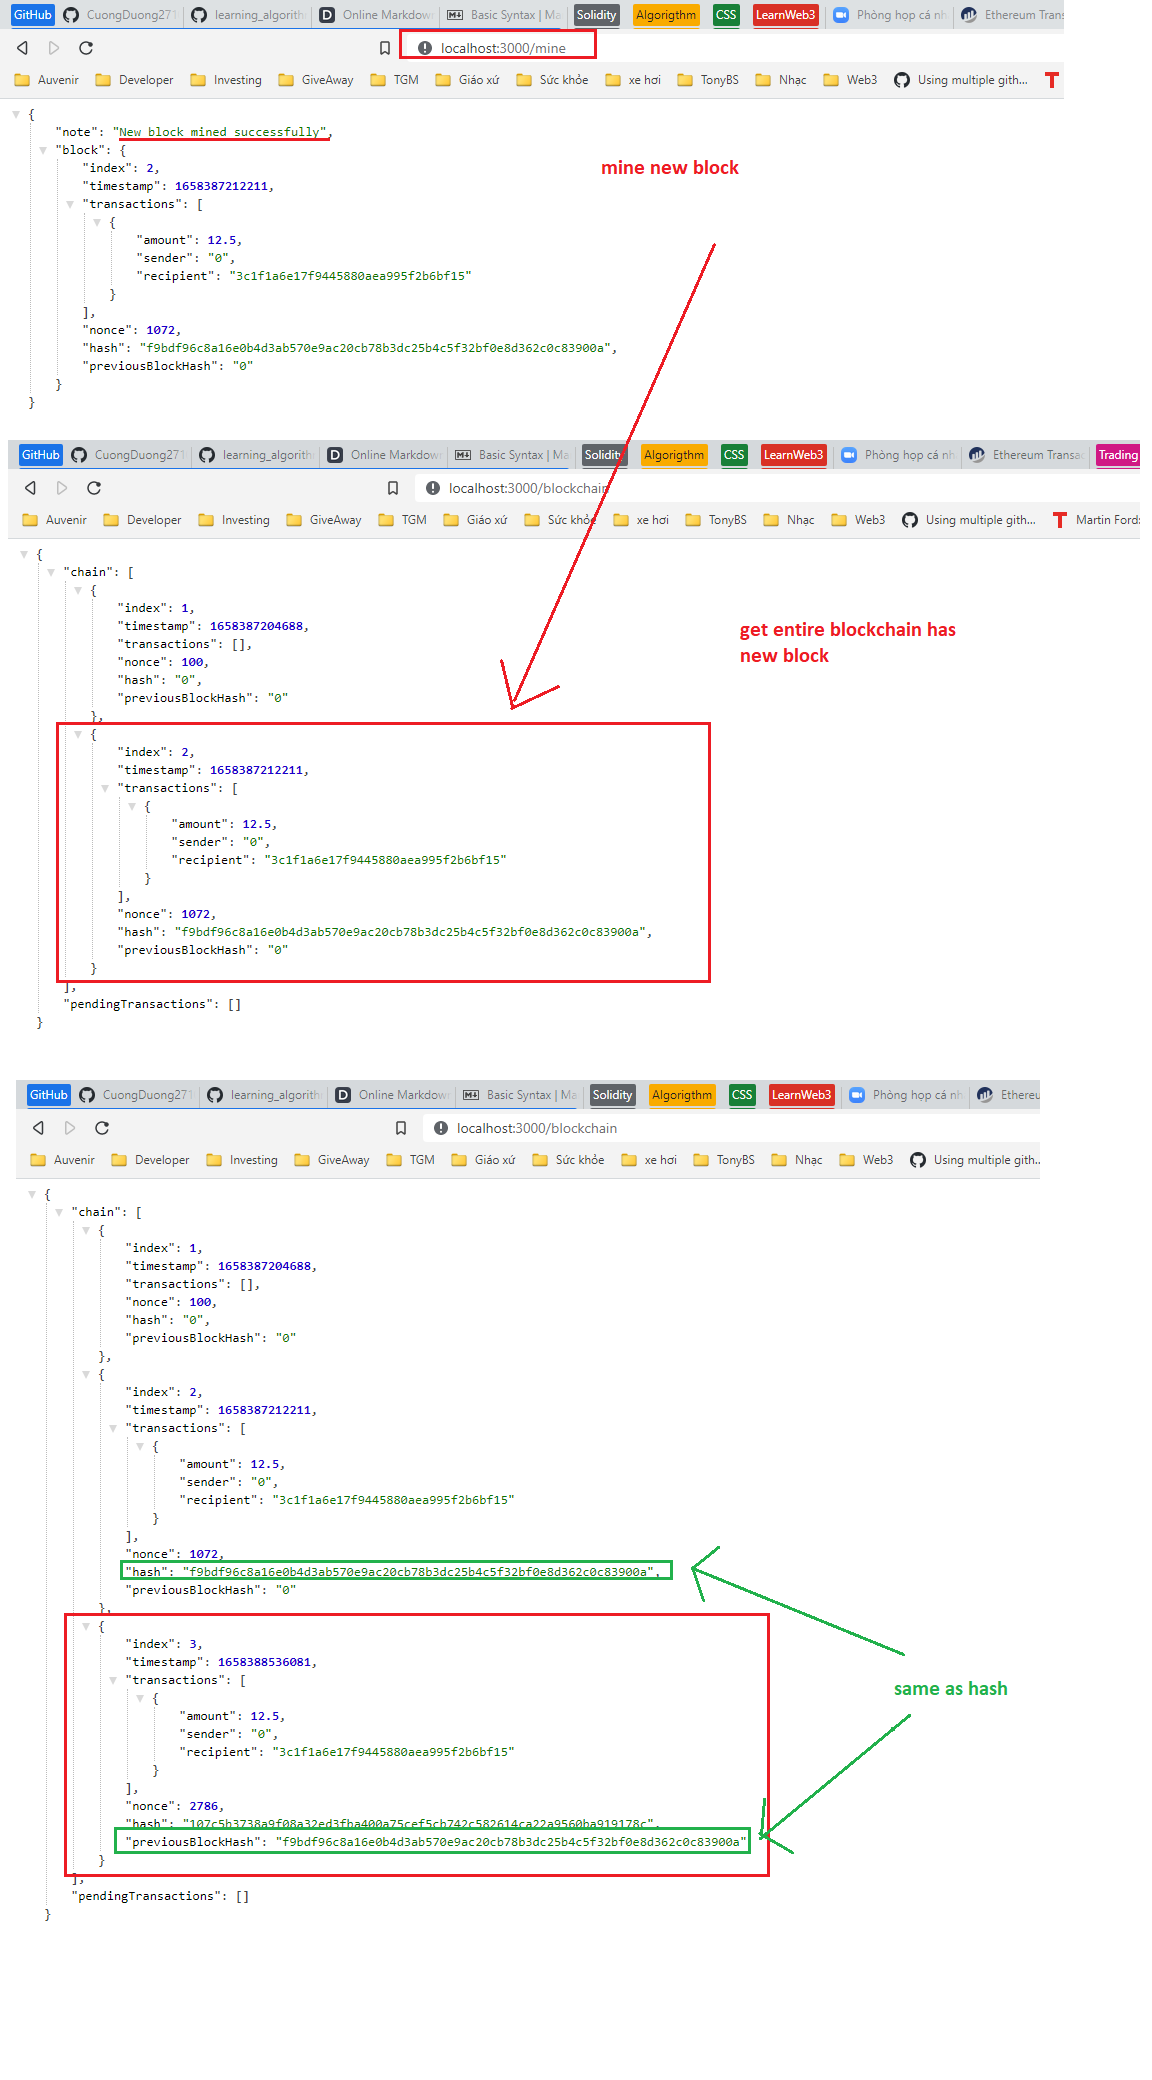 GitHub CuongDuong271 learning_algorith Online Markdow Basic Syntax | Ma Solidity Algorigthm CSS LearnWeb3 Phòng họp cá nh Ethereum Trans
localhost:3000/mine
Auvenir Developer Investing GiveAway TGM Giáo xứ Sức khỏe xe hơi TonyBS Nhạc Web3 Using multiple gith...
{
"note": "New block mined successfully",
"block": {
"index": 2,
"timestamp": 1658387212211,
"transactions": [
{
"amount": 12.5,
"sender": "0",
"recipient": "3c1f1a6e17f9445880aea995f2b6bf15"
}
],
"nonce": 1072,
"hash": "f9bdf96c8a16e0b4d3ab570e9ac20cb78b3dc25b4c5f32bf0e8d362c0c83900a",
"previousBlockHash": "0"
}
}
mine new block
GitHub CuongDuong271 learning_algorith Online Markdow Basic Syntax | Ma Solidity Algorigthm CSS LearnWeb3 Phòng họp cá nh Ethereum Transac Trading
localhost:3000/blockchain
Auvenir Developer Investing GiveAway TGM Giáo xứ Sức khỏe xe hơi TonyBS Nhạc Web3 Using multiple gith... Martin Ford:
{
"chain": [
{
"index": 1,
"timestamp": 1658387204688,
"transactions": [],
"nonce": 100,
"hash": "0",
"previousBlockHash": "0"
},
{
"index": 2,
"timestamp": 1658387212211,
"transactions": [
{
"amount": 12.5,
"sender": "0",
"recipient": "3c1f1a6e17f9445880aea995f2b6bf15"
}
],
"nonce": 1072,
"hash": "f9bdf96c8a16e0b4d3ab570e9ac20cb78b3dc25b4c5f32bf0e8d362c0c83900a",
"previousBlockHash": "0"
}
],
"pendingTransactions": []
}
get entire blockchain has
new block
GitHub CuongDuong271 learning_algorith Online Markdow Basic Syntax | Ma Solidity Algorigthm CSS LearnWeb3 Phòng họp cá nh Ethereu
localhost:3000/blockchain
Auvenir Developer Investing GiveAway TGM Giáo xứ Sức khỏe xe hơi TonyBS Nhạc Web3 Using multiple gith...
{
"chain": [
{
"index": 1,
"timestamp": 1658387204688,
"transactions": [],
"nonce": 100,
"hash": "0",
"previousBlockHash": "0"
},
{
"index": 2,
"timestamp": 1658387212211,
"transactions": [
{
"amount": 12.5,
"sender": "0",
"recipient": "3c1f1a6e17f9445880aea995f2b6bf15"
}
],
"nonce": 1072,
"hash": "f9bdf96c8a16e0b4d3ab570e9ac20cb78b3dc25b4c5f32bf0e8d362c0c83900a",
"previousBlockHash": "0"
},
{
"index": 3,
"timestamp": 1658388536081,
"transactions": [
{
"amount": 12.5,
"sender": "0",
"recipient": "3c1f1a6e17f9445880aea995f2b6bf15"
}
],
"nonce": 2786,
"hash": "107c5b3738a9f08a32ed3fba400a75cef5cb742c582614ca22a9560ba919178c",
"previousBlockHash": "f9bdf96c8a16e0b4d3ab570e9ac20cb78b3dc25b4c5f32bf0e8d362c0c83900a"
}
],
"pendingTransactions": []
}
same as hash